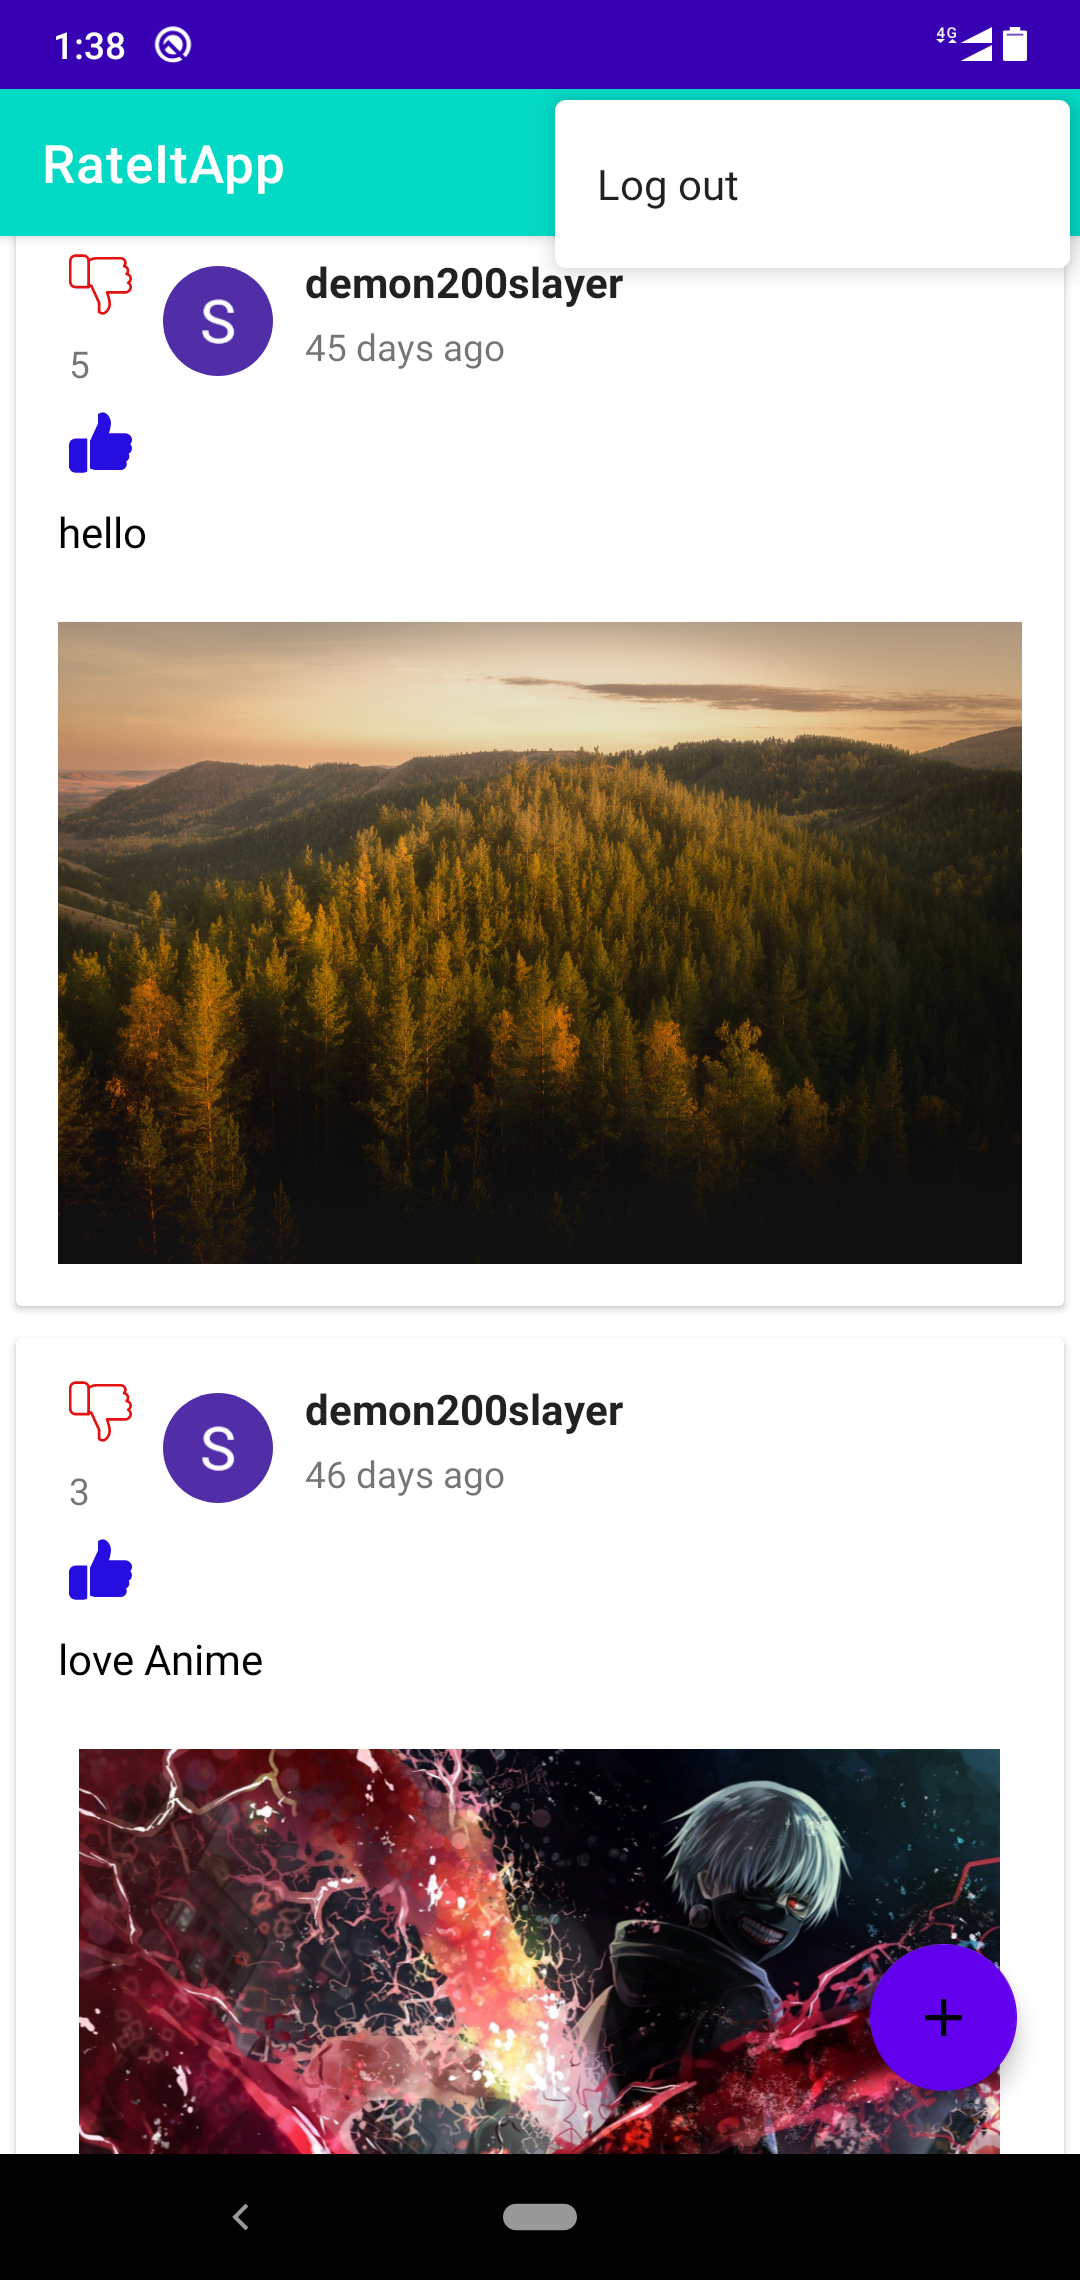 1:38
4G
RateItApp
Log out
demon200slayer
S
45 days ago
5
hello
demon200slayer
S
46 days ago
3
love Anime
+